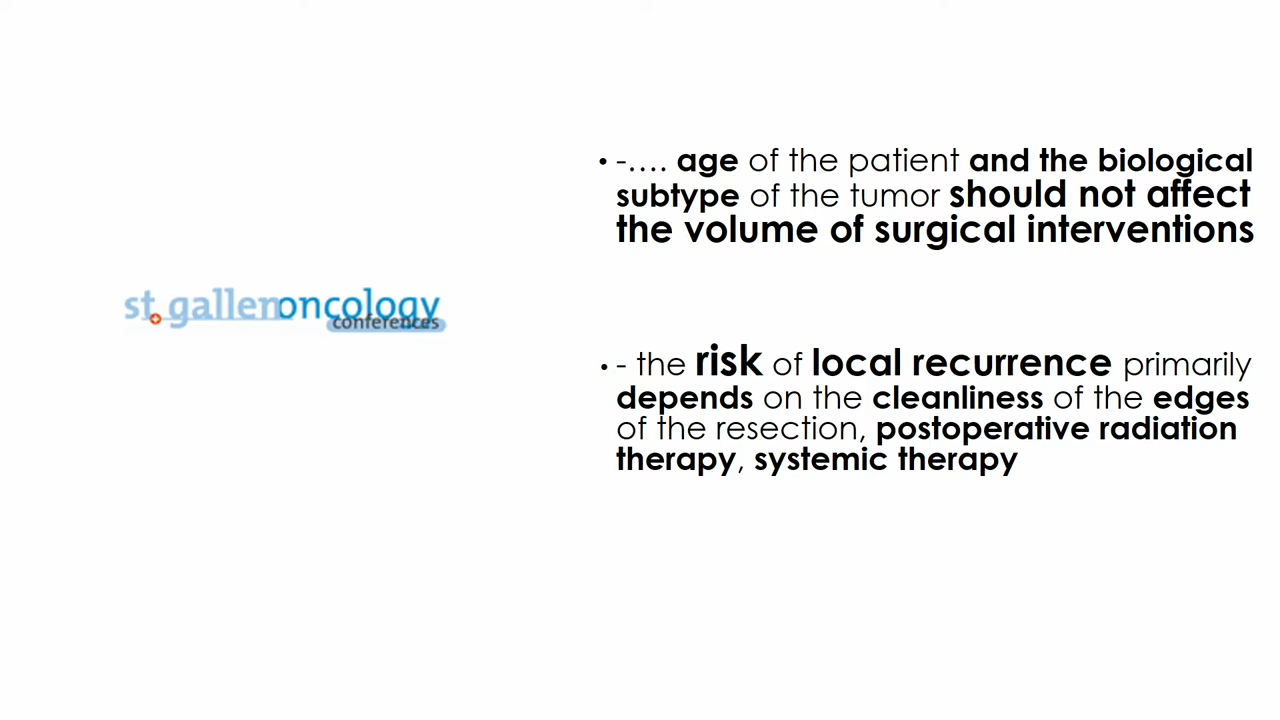 st.gallenoncology
conferences
• -…. age of the patient and the biological
subtype of the tumor should not affect
the volume of surgical interventions
• - the risk of local recurrence primarily
depends on the cleanliness of the edges
of the resection, postoperative radiation
therapy, systemic therapy